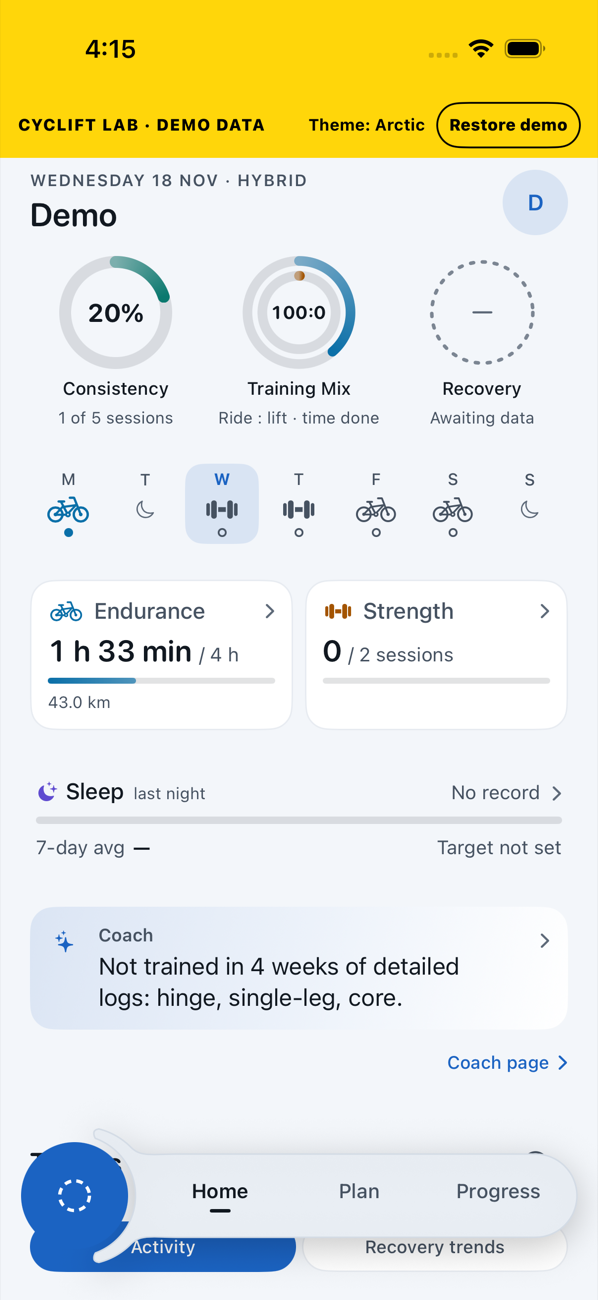 4:15
CYCLIFT LAB · DEMO DATA
Theme: Arctic
Restore demo
WEDNESDAY 18 NOV · HYBRID
Demo
D
20%
100:0
—
Consistency
Training Mix
Recovery
1 of 5 sessions
Ride : lift · time done
Awaiting data
M T W T F S S
Endurance
1 h 33 min / 4 h
43.0 km
Strength
0 / 2 sessions
Sleep last night
No record
7-day avg —
Target not set
Coach
Not trained in 4 weeks of detailed
logs: hinge, single-leg, core.
Coach page
Home
Plan
Progress
Activity
Recovery trends